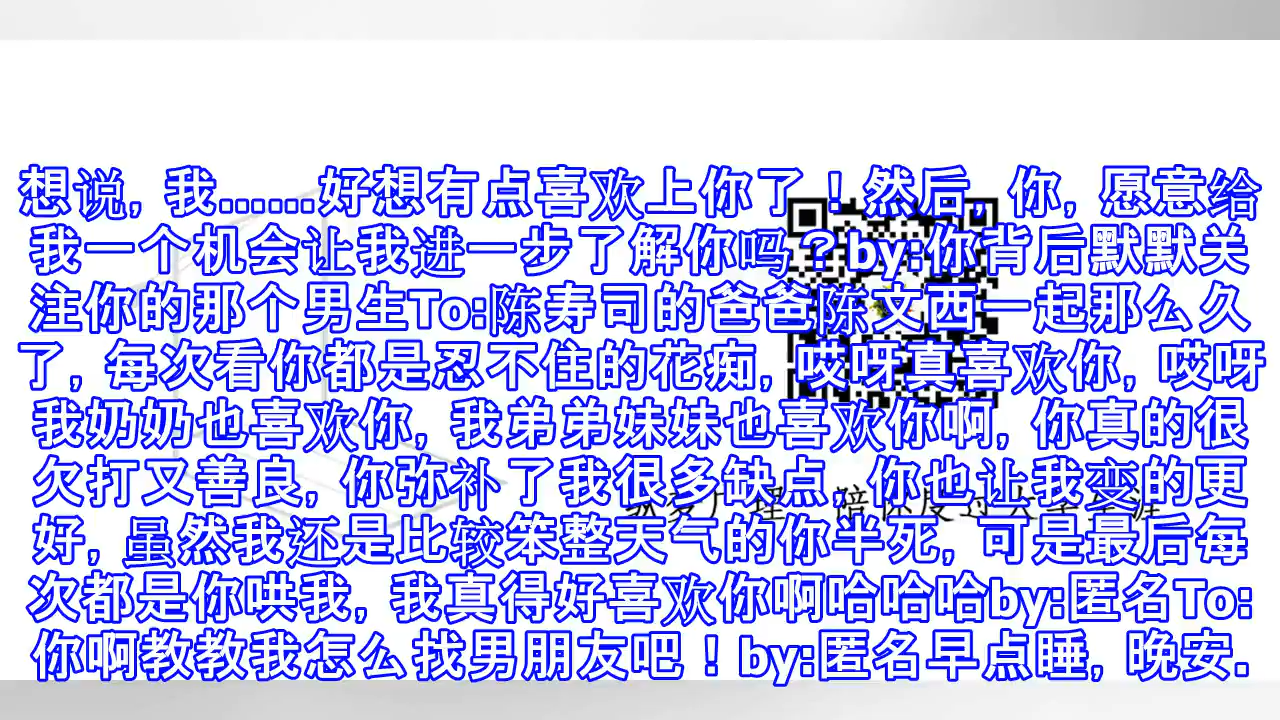 想说, 我......好想有点喜欢上你了！然后, 你, 愿意给
我一个机会让我进一步了解你吗？by:你背后默默关
注你的那个男生To:陈寿司的爸爸陈文西一起那么久
了, 每次看你都是忍不住的花痴, 哎呀真喜欢你, 哎呀
我奶奶也喜欢你, 我弟弟妹妹也喜欢你啊, 你真的很
欠打又善良, 你弥补了我很多缺点, 你也让我变的更
好, 虽然我还是比较笨整天气的你半死, 可是最后每
次都是你哄我, 我真得好喜欢你啊哈哈哈by:匿名To:
你啊教教我怎么找男朋友吧！by:匿名早点睡, 晚安.